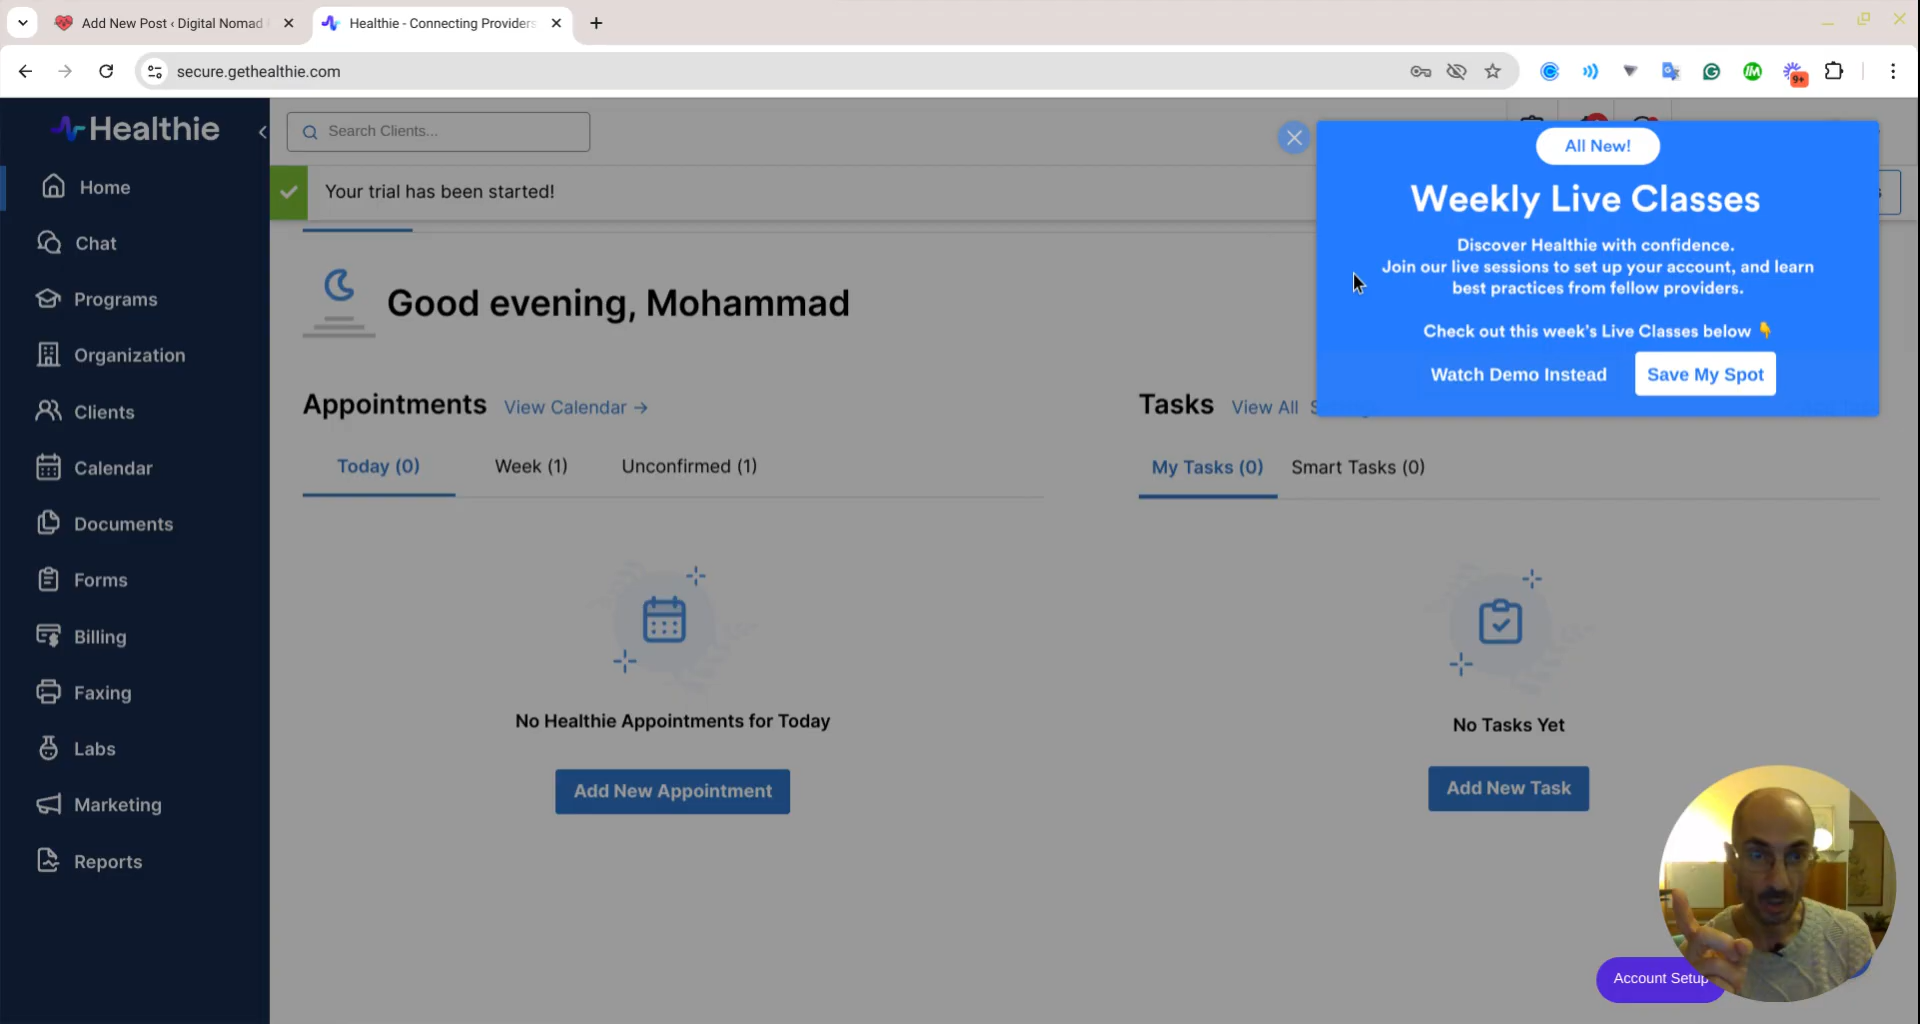 Add New Post ‹ Digital Nomad
Healthie - Connecting Providers
secure.gethealthie.com
9+
Healthie
Search Clients...
Home
Chat
Programs
Organization
Clients
Calendar
Documents
Forms
Billing
Faxing
Labs
Marketing
Reports
Your trial has been started!
Good evening, Mohammad
Appointments View Calendar →
Today (0) Week (1) Unconfirmed (1)
No Healthie Appointments for Today
Add New Appointment
All New!
Weekly Live Classes
Discover Healthie with confidence.
Join our live sessions to set up your account, and learn
best practices from fellow providers.
Check out this week's Live Classes below 👇
Watch Demo Instead Save My Spot
Tasks View All
My Tasks (0) Smart Tasks (0)
No Tasks Yet
Add New Task
Account Setup